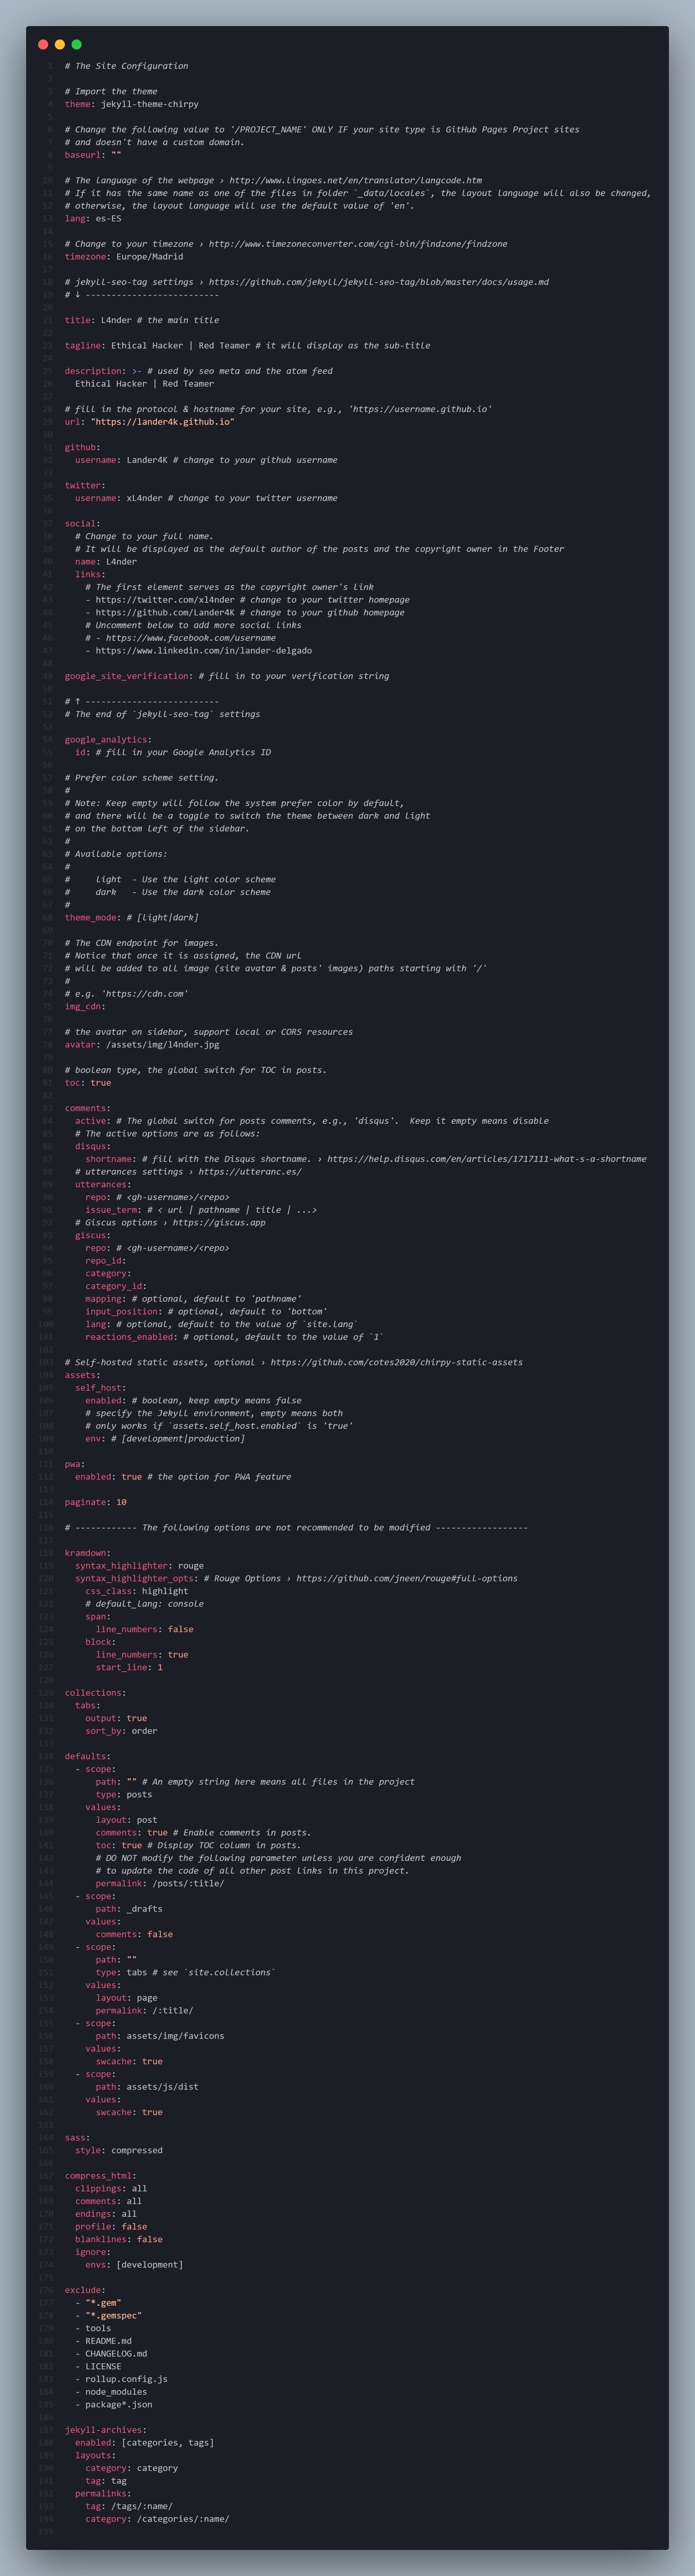 1 # The Site Configuration
2
3 # Import the theme
4 theme: jekyll-theme-chirpy
5
6 # Change the following value to '/PROJECT_NAME' ONLY IF your site type is GitHub Pages Project sites
7 # and doesn't have a custom domain.
8 baseurl: ""
9
10 # The language of the webpage › http://www.lingoes.net/en/translator/langcode.htm
11 # If it has the same name as one of the files in folder `_data/locales`, the layout language will also be changed,
12 # otherwise, the layout language will use the default value of 'en'.
13 lang: es-ES
14
15 # Change to your timezone › http://www.timezoneconverter.com/cgi-bin/findzone/findzone
16 timezone: Europe/Madrid
17
18 # jekyll-seo-tag settings › https://github.com/jekyll/jekyll-seo-tag/blob/master/docs/usage.md
19 # ↓ --------------------------
20
21 title: L4nder # the main title
22
23 tagline: Ethical Hacker | Red Teamer # it will display as the sub-title
24
25 description: >- # used by seo meta and the atom feed
26   Ethical Hacker | Red Teamer
27
28 # fill in the protocol & hostname for your site, e.g., 'https://username.github.io'
29 url: "https://lander4k.github.io"
30
31 github:
32   username: Lander4K # change to your github username
33
34 twitter:
35   username: xL4nder # change to your twitter username
36
37 social:
38   # Change to your full name.
39   # It will be displayed as the default author of the posts and the copyright owner in the Footer
40   name: L4nder
41   links:
42     # The first element serves as the copyright owner's link
43     - https://twitter.com/xl4nder # change to your twitter homepage
44     - https://github.com/Lander4K # change to your github homepage
45     # Uncomment below to add more social links
46     # - https://www.facebook.com/username
47     - https://www.linkedin.com/in/lander-delgado
48
49 google_site_verification: # fill in to your verification string
50
51 # ↑ --------------------------
52 # The end of `jekyll-seo-tag` settings
53
54 google_analytics:
55   id: # fill in your Google Analytics ID
56
57 # Prefer color scheme setting.
58 #
59 # Note: Keep empty will follow the system prefer color by default,
60 # and there will be a toggle to switch the theme between dark and light
61 # on the bottom left of the sidebar.
62 #
63 # Available options:
64 #
65 #     light  - Use the light color scheme
66 #     dark   - Use the dark color scheme
67 #
68 theme_mode: # [light|dark]
69
70 # The CDN endpoint for images.
71 # Notice that once it is assigned, the CDN url
72 # will be added to all image (site avatar & posts' images) paths starting with '/'
73 #
74 # e.g. 'https://cdn.com'
75 img_cdn:
76
77 # the avatar on sidebar, support local or CORS resources
78 avatar: /assets/img/l4nder.jpg
79
80 # boolean type, the global switch for TOC in posts.
81 toc: true
82
83 comments:
84   active: # The global switch for posts comments, e.g., 'disqus'.  Keep it empty means disable
85   # The active options are as follows:
86   disqus:
87     shortname: # fill with the Disqus shortname. › https://help.disqus.com/en/articles/1717111-what-s-a-shortname
88   # utterances settings › https://utteranc.es/
89   utterances:
90     repo: # <gh-username>/<repo>
91     issue_term: # < url | pathname | title | ...>
92   # Giscus options › https://giscus.app
93   giscus:
94     repo: # <gh-username>/<repo>
95     repo_id:
96     category:
97     category_id:
98     mapping: # optional, default to 'pathname'
99     input_position: # optional, default to 'bottom'
100     lang: # optional, default to the value of `site.lang`
101     reactions_enabled: # optional, default to the value of `1`
102
103 # Self-hosted static assets, optional › https://github.com/cotes2020/chirpy-static-assets
104 assets:
105   self_host:
106     enabled: # boolean, keep empty means false
107     # specify the Jekyll environment, empty means both
108     # only works if `assets.self_host.enabled` is 'true'
109     env: # [development|production]
110
111 pwa:
112   enabled: true # the option for PWA feature
113
114 paginate: 10
115
116 # ------------ The following options are not recommended to be modified ------------------
117
118 kramdown:
119   syntax_highlighter: rouge
120   syntax_highlighter_opts: # Rouge Options › https://github.com/jneen/rouge#full-options
121     css_class: highlight
122     # default_lang: console
123     span:
124       line_numbers: false
125     block:
126       line_numbers: true
127       start_line: 1
128
129 collections:
130   tabs:
131     output: true
132     sort_by: order
133
134 defaults:
135   - scope:
136       path: "" # An empty string here means all files in the project
137       type: posts
138     values:
139       layout: post
140       comments: true # Enable comments in posts.
141       toc: true # Display TOC column in posts.
142       # DO NOT modify the following parameter unless you are confident enough
143       # to update the code of all other post links in this project.
144       permalink: /posts/:title/
145   - scope:
146       path: _drafts
147     values:
148       comments: false
149   - scope:
150       path: ""
151       type: tabs # see `site.collections`
152     values:
153       layout: page
154       permalink: /:title/
155   - scope:
156       path: assets/img/favicons
157     values:
158       swcache: true
159   - scope:
160       path: assets/js/dist
161     values:
162       swcache: true
163
164 sass:
165   style: compressed
166
167 compress_html:
168   clippings: all
169   comments: all
170   endings: all
171   profile: false
172   blanklines: false
173   ignore:
174     envs: [development]
175
176 exclude:
177   - "*.gem"
178   - "*.gemspec"
179   - tools
180   - README.md
181   - CHANGELOG.md
182   - LICENSE
183   - rollup.config.js
184   - node_modules
185   - package*.json
186
187 jekyll-archives:
188   enabled: [categories, tags]
189   layouts:
190     category: category
191     tag: tag
192   permalinks:
193     tag: /tags/:name/
194     category: /categories/:name/
195